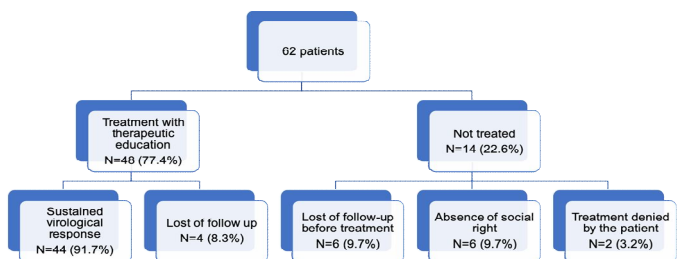 62 patients
Treatment with
therapeutic
education
N=48 (77.4%)
Not treated
N=14 (22.6%)
Sustained
virological
response
N=44 (91.7%)
Lost of follow up
N=4 (8.3%)
Lost of follow-up
before treatment
N=6 (9.7%)
Absence of social
right
N=6 (9.7%)
Treatment denied
by the patient
N=2 (3.2%)